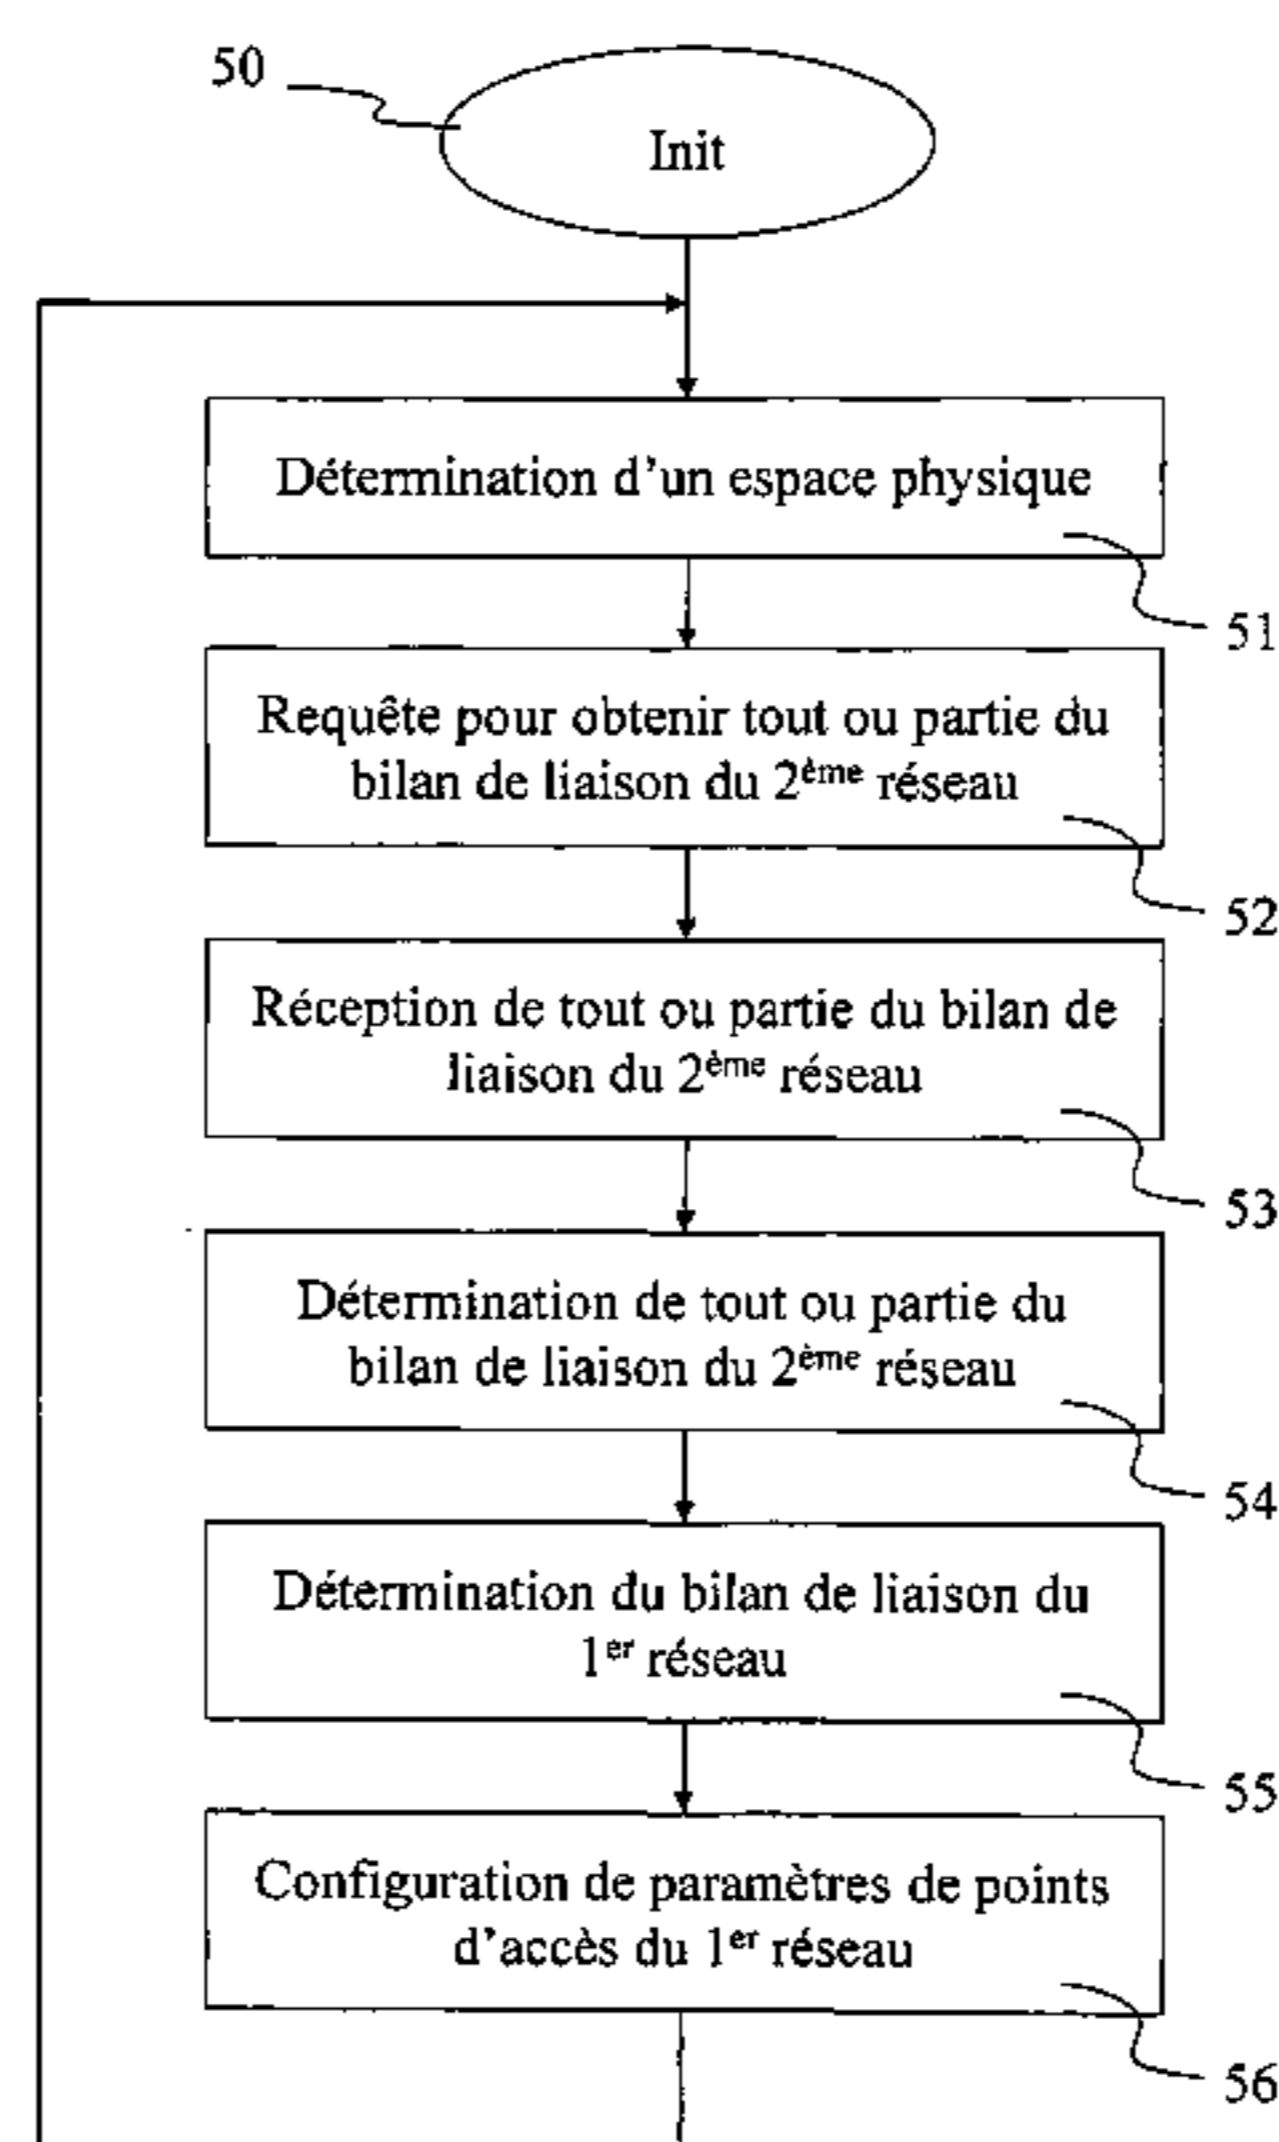 50
Init
Détermination d'un espace physique
51
Requête pour obtenir tout ou partie du
bilan de liaison du 2ème réseau
52
Réception de tout ou partie du bilan de
liaison du 2ème réseau
53
Détermination de tout ou partie du
bilan de liaison du 2ème réseau
54
Détermination du bilan de liaison du
1er réseau
55
Configuration de paramètres de points
d'accès du 1er réseau
56